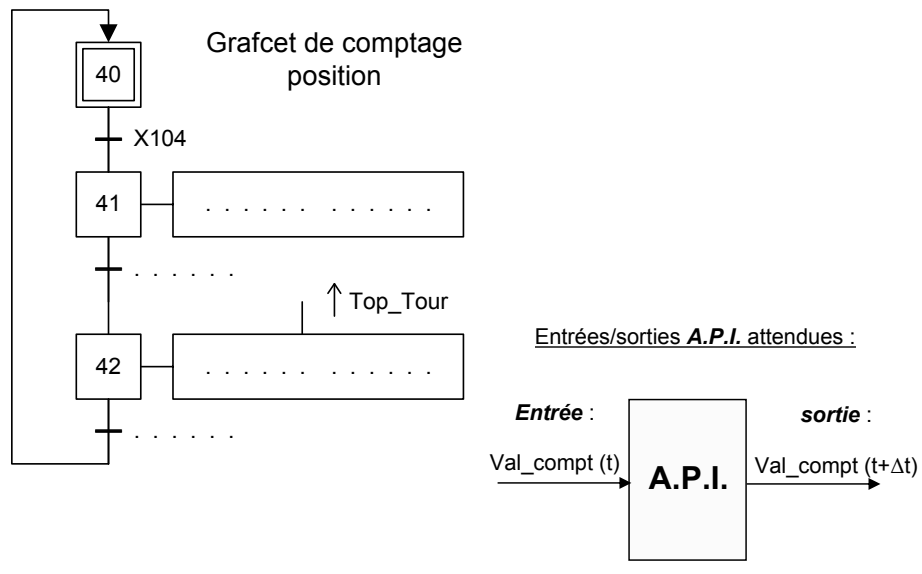 Grafcet de comptage
position
40
X104
41
. . . . . . . . . . . .
. . . . . .
↑ Top_Tour
42
. . . . . . . . . . . .
. . . . . .
Entrées/sorties A.P.I. attendues :
Entrée :
sortie :
Val_compt (t)
A.P.I.
Val_compt (t+Δt)